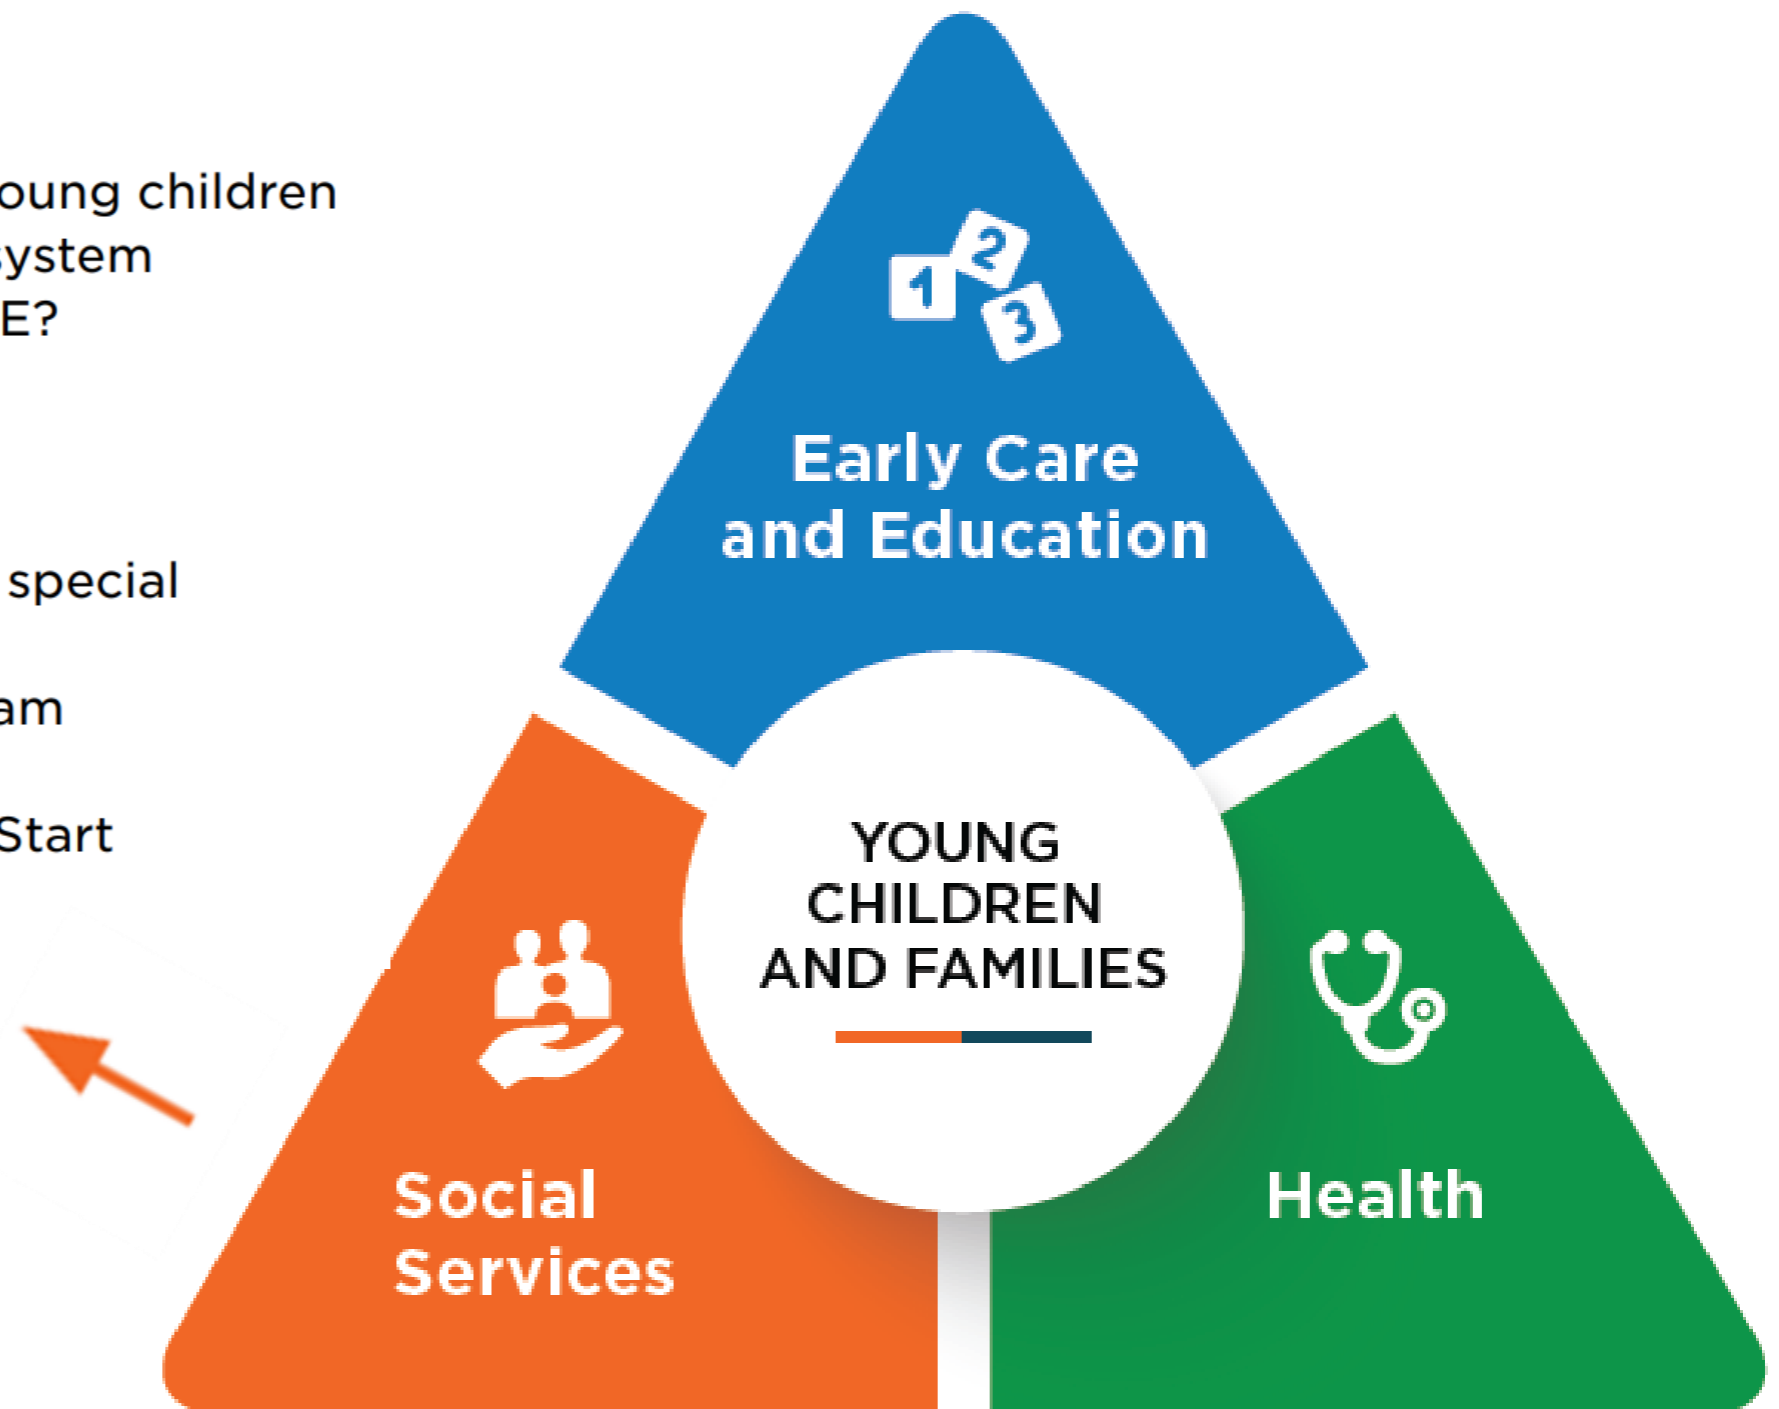 oung children
system
E?
special
am
Start
1
2
3
Early Care
and Education
YOUNG
CHILDREN
AND FAMILIES
Social
Services
Health